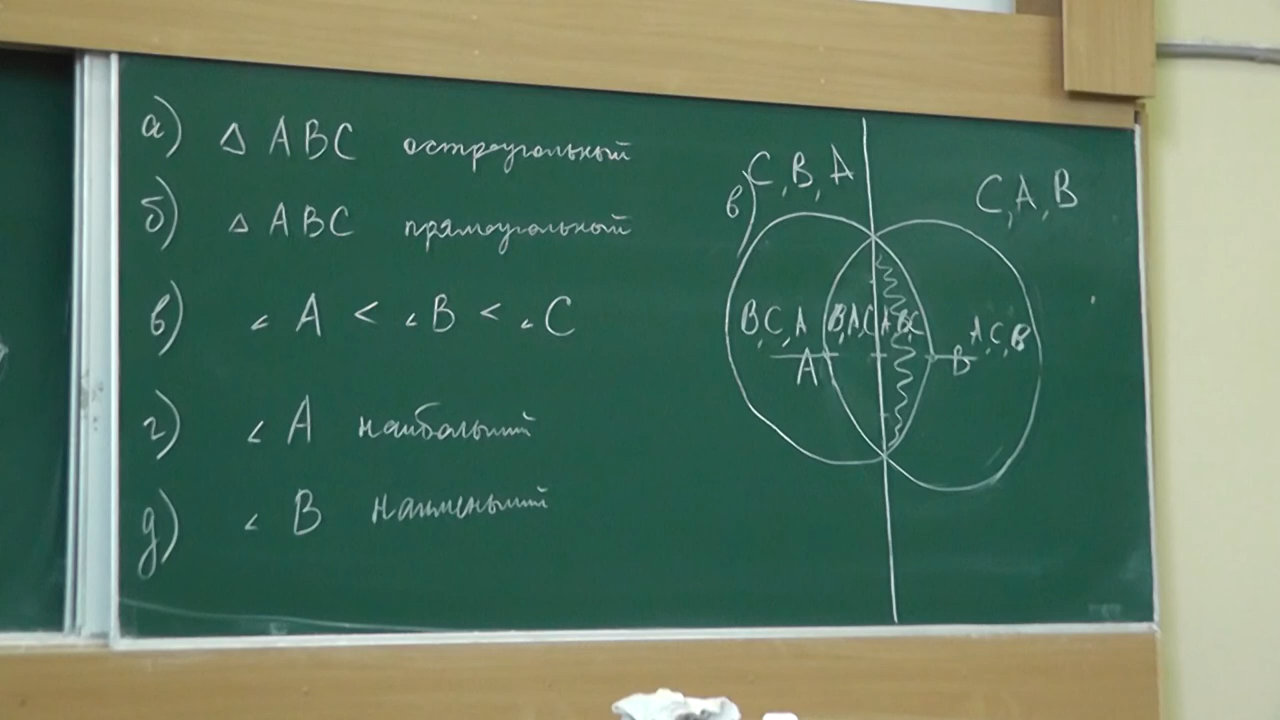 а) △ ABC остроугольный
б) △ ABC прямоугольный
в) ∠ A < ∠ B < ∠ C
г) ∠ A наибольший
д) ∠ B наименьший
в)
C, B, A
C, A, B
B, C, A
B, A, C
A, B, C
A, C, B
A
B